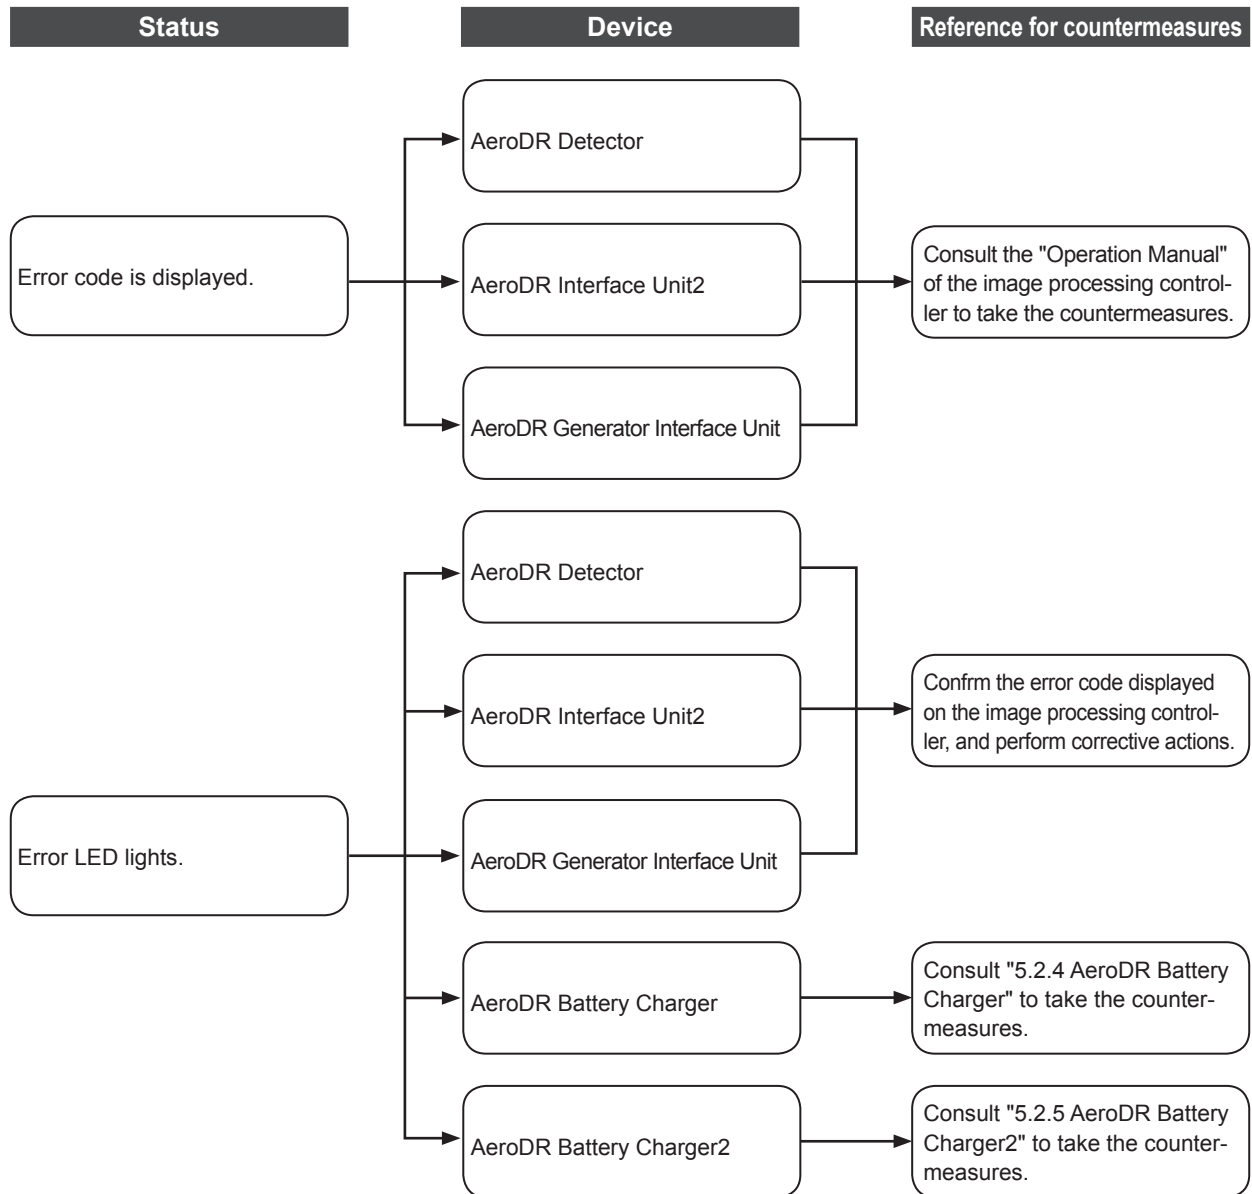 Status
Device
Reference for countermeasures
Error code is displayed.
AeroDR Detector
AeroDR Interface Unit2
AeroDR Generator Interface Unit
Consult the "Operation Manual"
of the image processing control-
ler to take the countermeasures.
Error LED lights.
AeroDR Detector
AeroDR Interface Unit2
AeroDR Generator Interface Unit
Confrm the error code displayed
on the image processing control-
ler, and perform corrective actions.
AeroDR Battery Charger
Consult "5.2.4 AeroDR Battery
Charger" to take the counter-
measures.
AeroDR Battery Charger2
Consult "5.2.5 AeroDR Battery
Charger2" to take the counter-
measures.